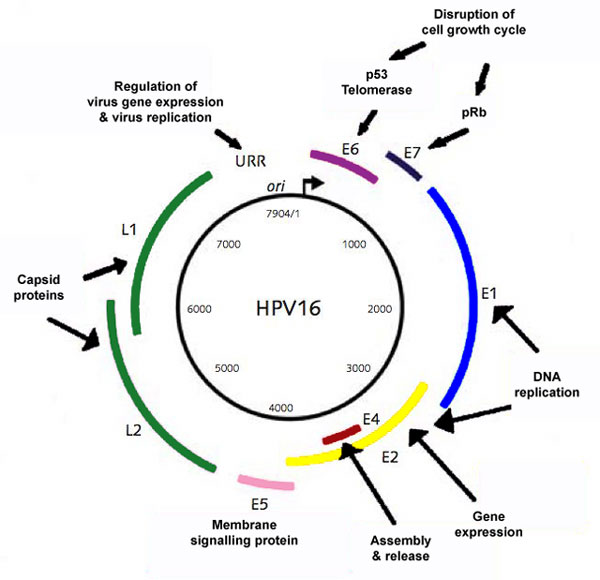 Disruption of
cell growth cycle
p53
Telomerase
pRb
Regulation of
virus gene expression
& virus replication
URR
E6
E7
ori
7904/1
L1
7000
1000
Capsid
proteins
6000
HPV16
2000
E1
5000
3000
DNA
replication
4000
E4
L2
E2
E5
Membrane
signalling protein
Gene
expression
Assembly
& release